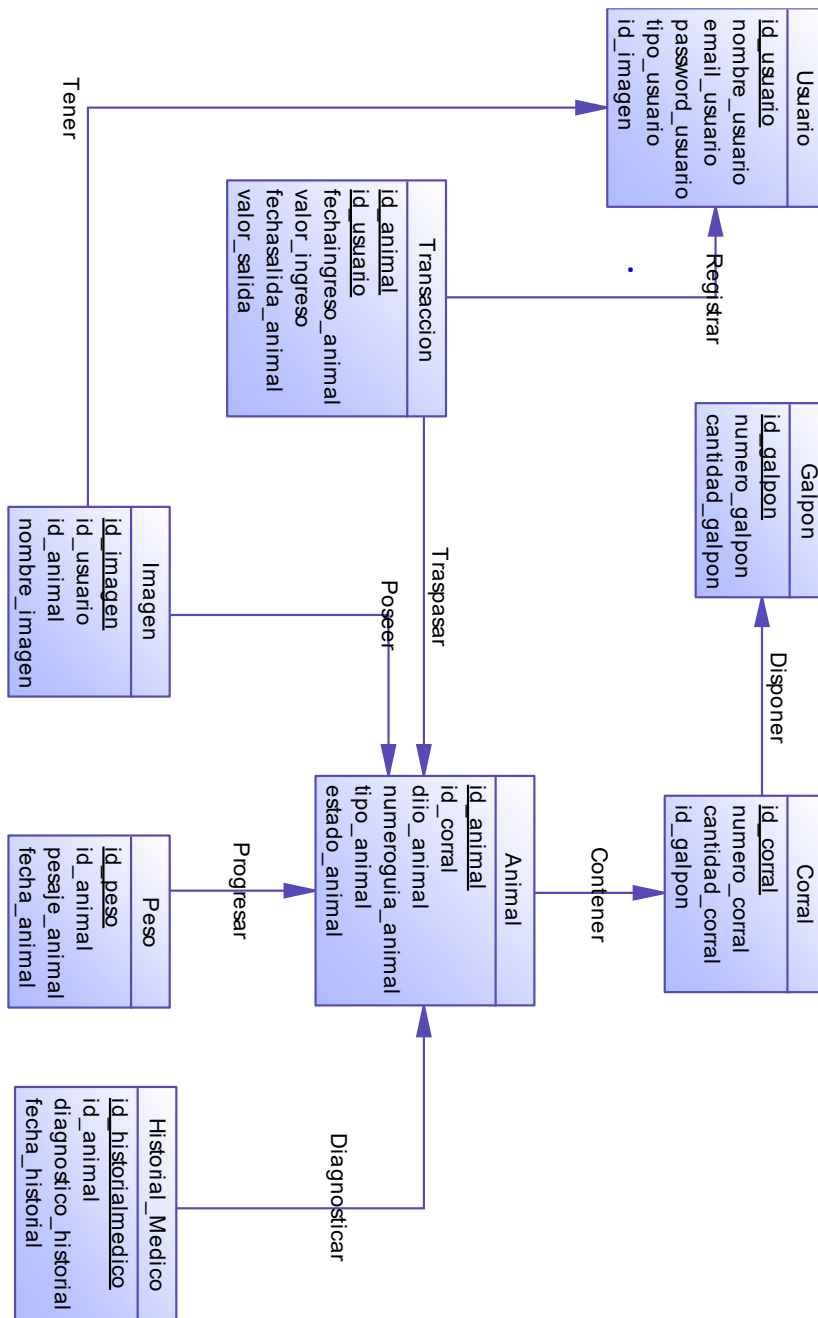 Usuario
id_usuario
nombre_usuario
email_usuario
password_usuario
tipo_usuario
id_imagen
Registrar
Galpon
id_galpon
numero_galpon
cantidad_galpon
Disponer
Corral
id_corral
numero_corral
cantidad_corral
id_galpon
Tener
Transaccion
id_animal
id_usuario
fechaingreso_animal
valor_ingreso
fechasalida_animal
valor_salida
Traspasar
Poseer
Animal
id_animal
id_corral
diio_animal
numeroguia_animal
tipo_animal
estado_animal
Contener
Imagen
id_imagen
id_usuario
id_animal
nombre_imagen
Progresar
Peso
id_peso
id_animal
pesaje_animal
fecha_animal
Diagnosticar
Historial_Medico
id_historialmedico
id_animal
diagnostico_historial
fecha_historial